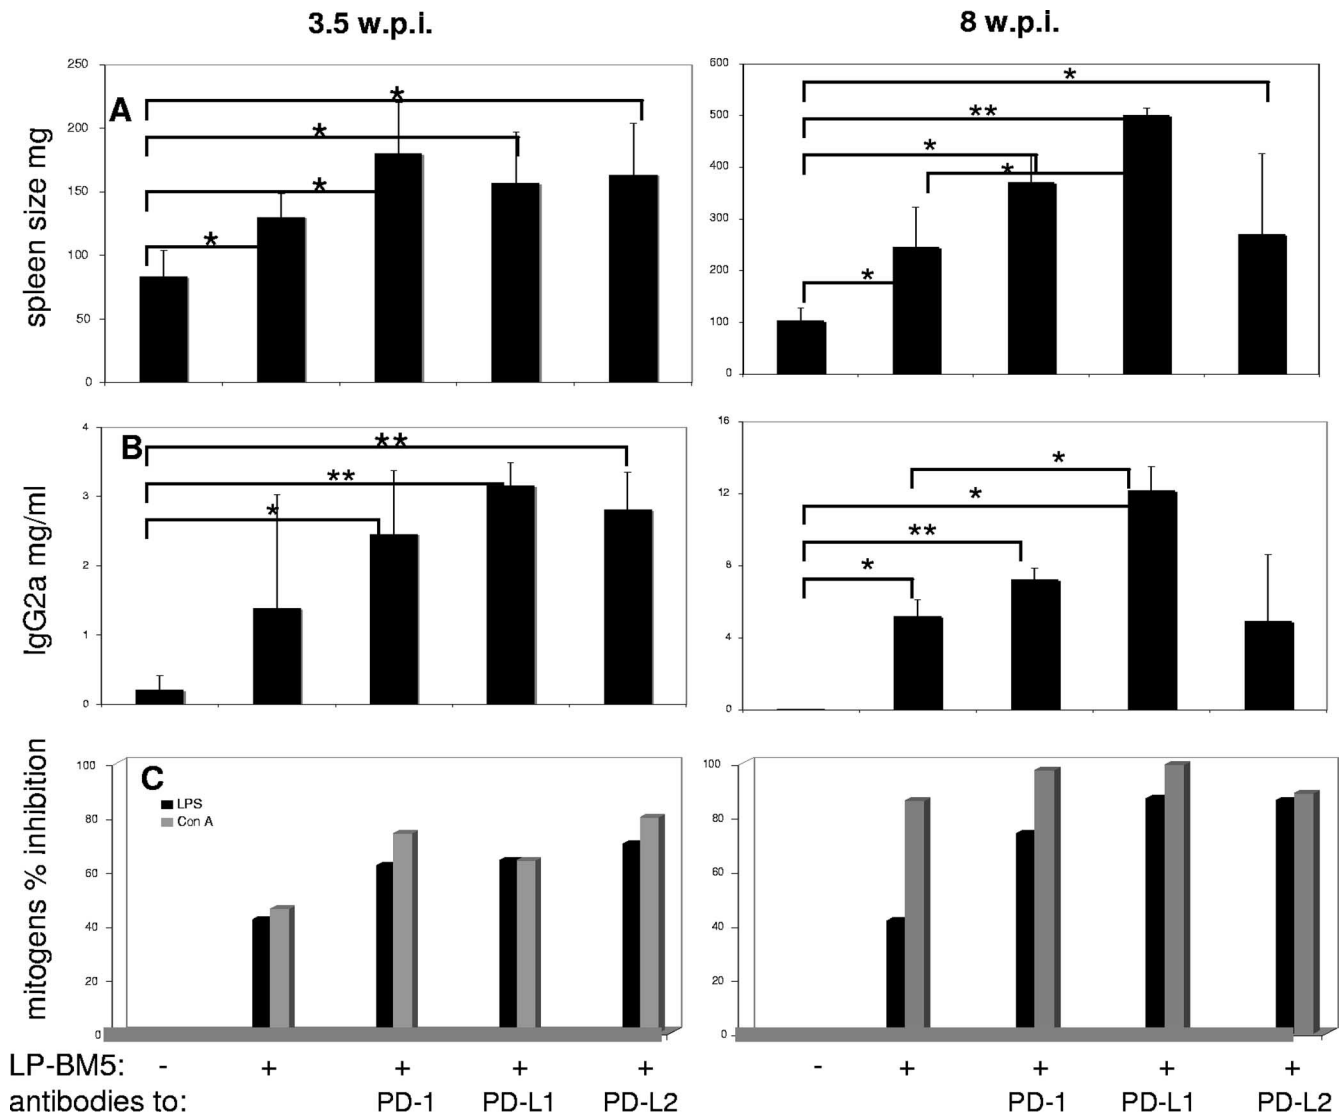 3.5 w.p.i. 8 w.p.i.
A
spleen size mg
250
200
150
100
50
0
* * * *
600
500
400
300
200
100
0
* ** * * *
B
IgG2a mg/ml
4
3
2
1
0
** ** *
16
12
8
4
0
* * ** *
C
mitogens % inhibition
100
80
60
40
20
0
LPS
Con A
100
80
60
40
20
0
LP-BM5: - + + + + - + + + +
antibodies to: PD-1 PD-L1 PD-L2 PD-1 PD-L1 PD-L2